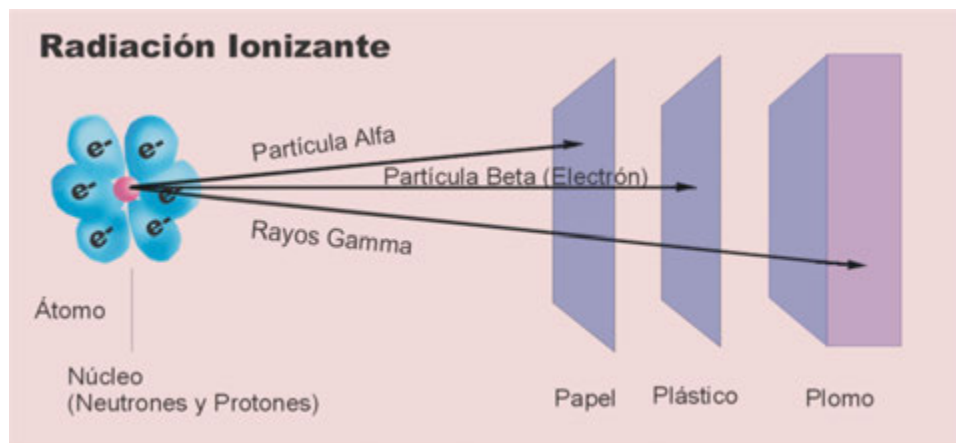 Radiación Ionizante
e-
e-
e-
e-
e-
e-
Partícula Alfa
Partícula Beta (Electrón)
Rayos Gamma
Átomo
Núcleo
(Neutrones y Protones)
Papel
Plástico
Plomo